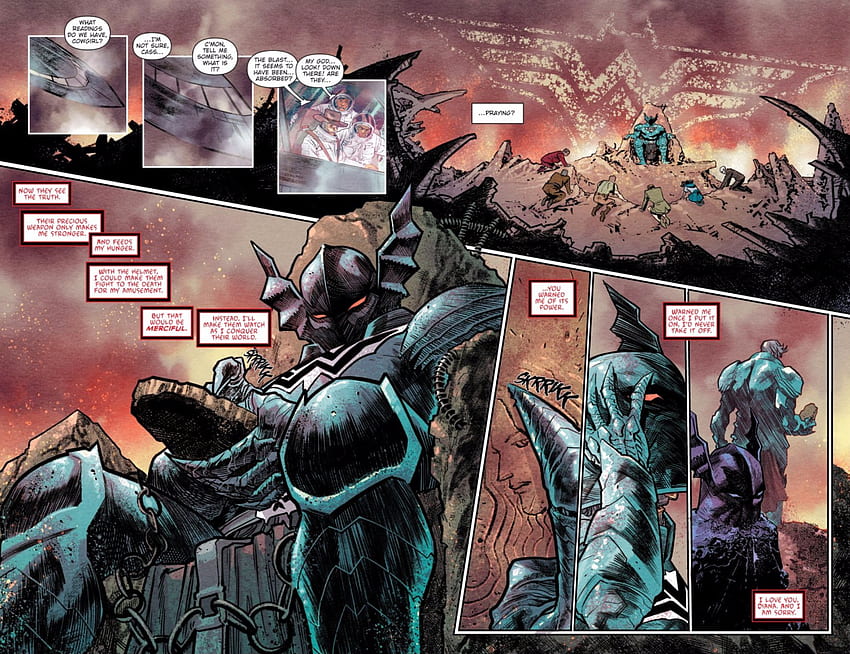 WHAT
READINGS
DO WE HAVE,
COWGIRL?
...I'M
NOT SURE,
CASS...
C'MON,
TELL ME
SOMETHING,
WHAT IS
IT?
THE BLAST...
IT SEEMS TO
HAVE BEEN...
ABSORBED?
MY GOD...
LOOK! DOWN
THERE! ARE
THEY...
...PRAYING?
NOW THEY SEE
THE TRUTH.
THEIR PRECIOUS
WEAPON ONLY MAKES
ME STRONGER.
AND FEEDS
MY HUNGER.
WITH THE HELMET,
I COULD MAKE THEM
FIGHT TO THE DEATH
FOR MY AMUSEMENT.
BUT THAT
WOULD BE
MERCIFUL.
INSTEAD, I'LL
MAKE THEM WATCH
AS I CONQUER
THEIR WORLD.
...YOU
WARNED
ME OF ITS
POWER.
WARNED ME
ONCE I PUT IT
ON, I'D NEVER
TAKE IT OFF.
I LOVE YOU,
DIANA. AND I
AM SORRY.